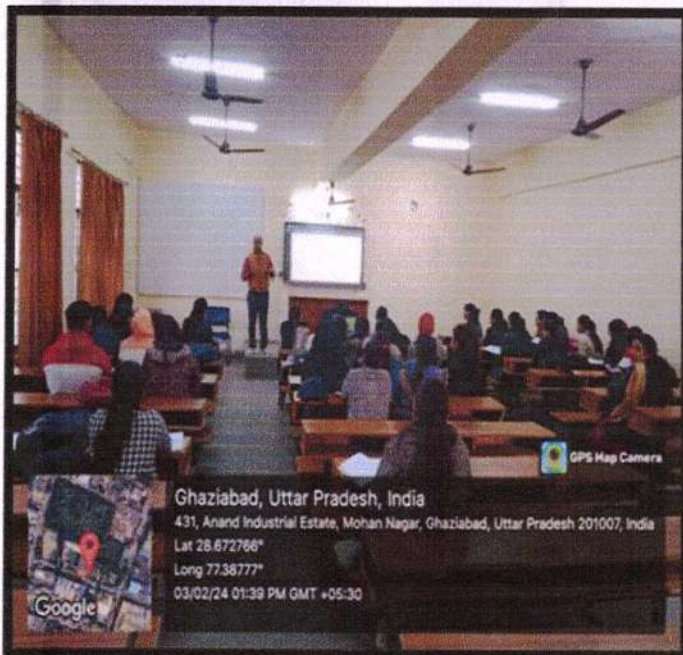 GPS Map Camera
Ghaziabad, Uttar Pradesh, India
431, Anand Industrial Estate, Mohan Nagar, Ghaziabad, Uttar Pradesh 201007, India
Lat 28.672766°
Long 77.38777°
03/02/24 01:39 PM GMT +05:30
Google